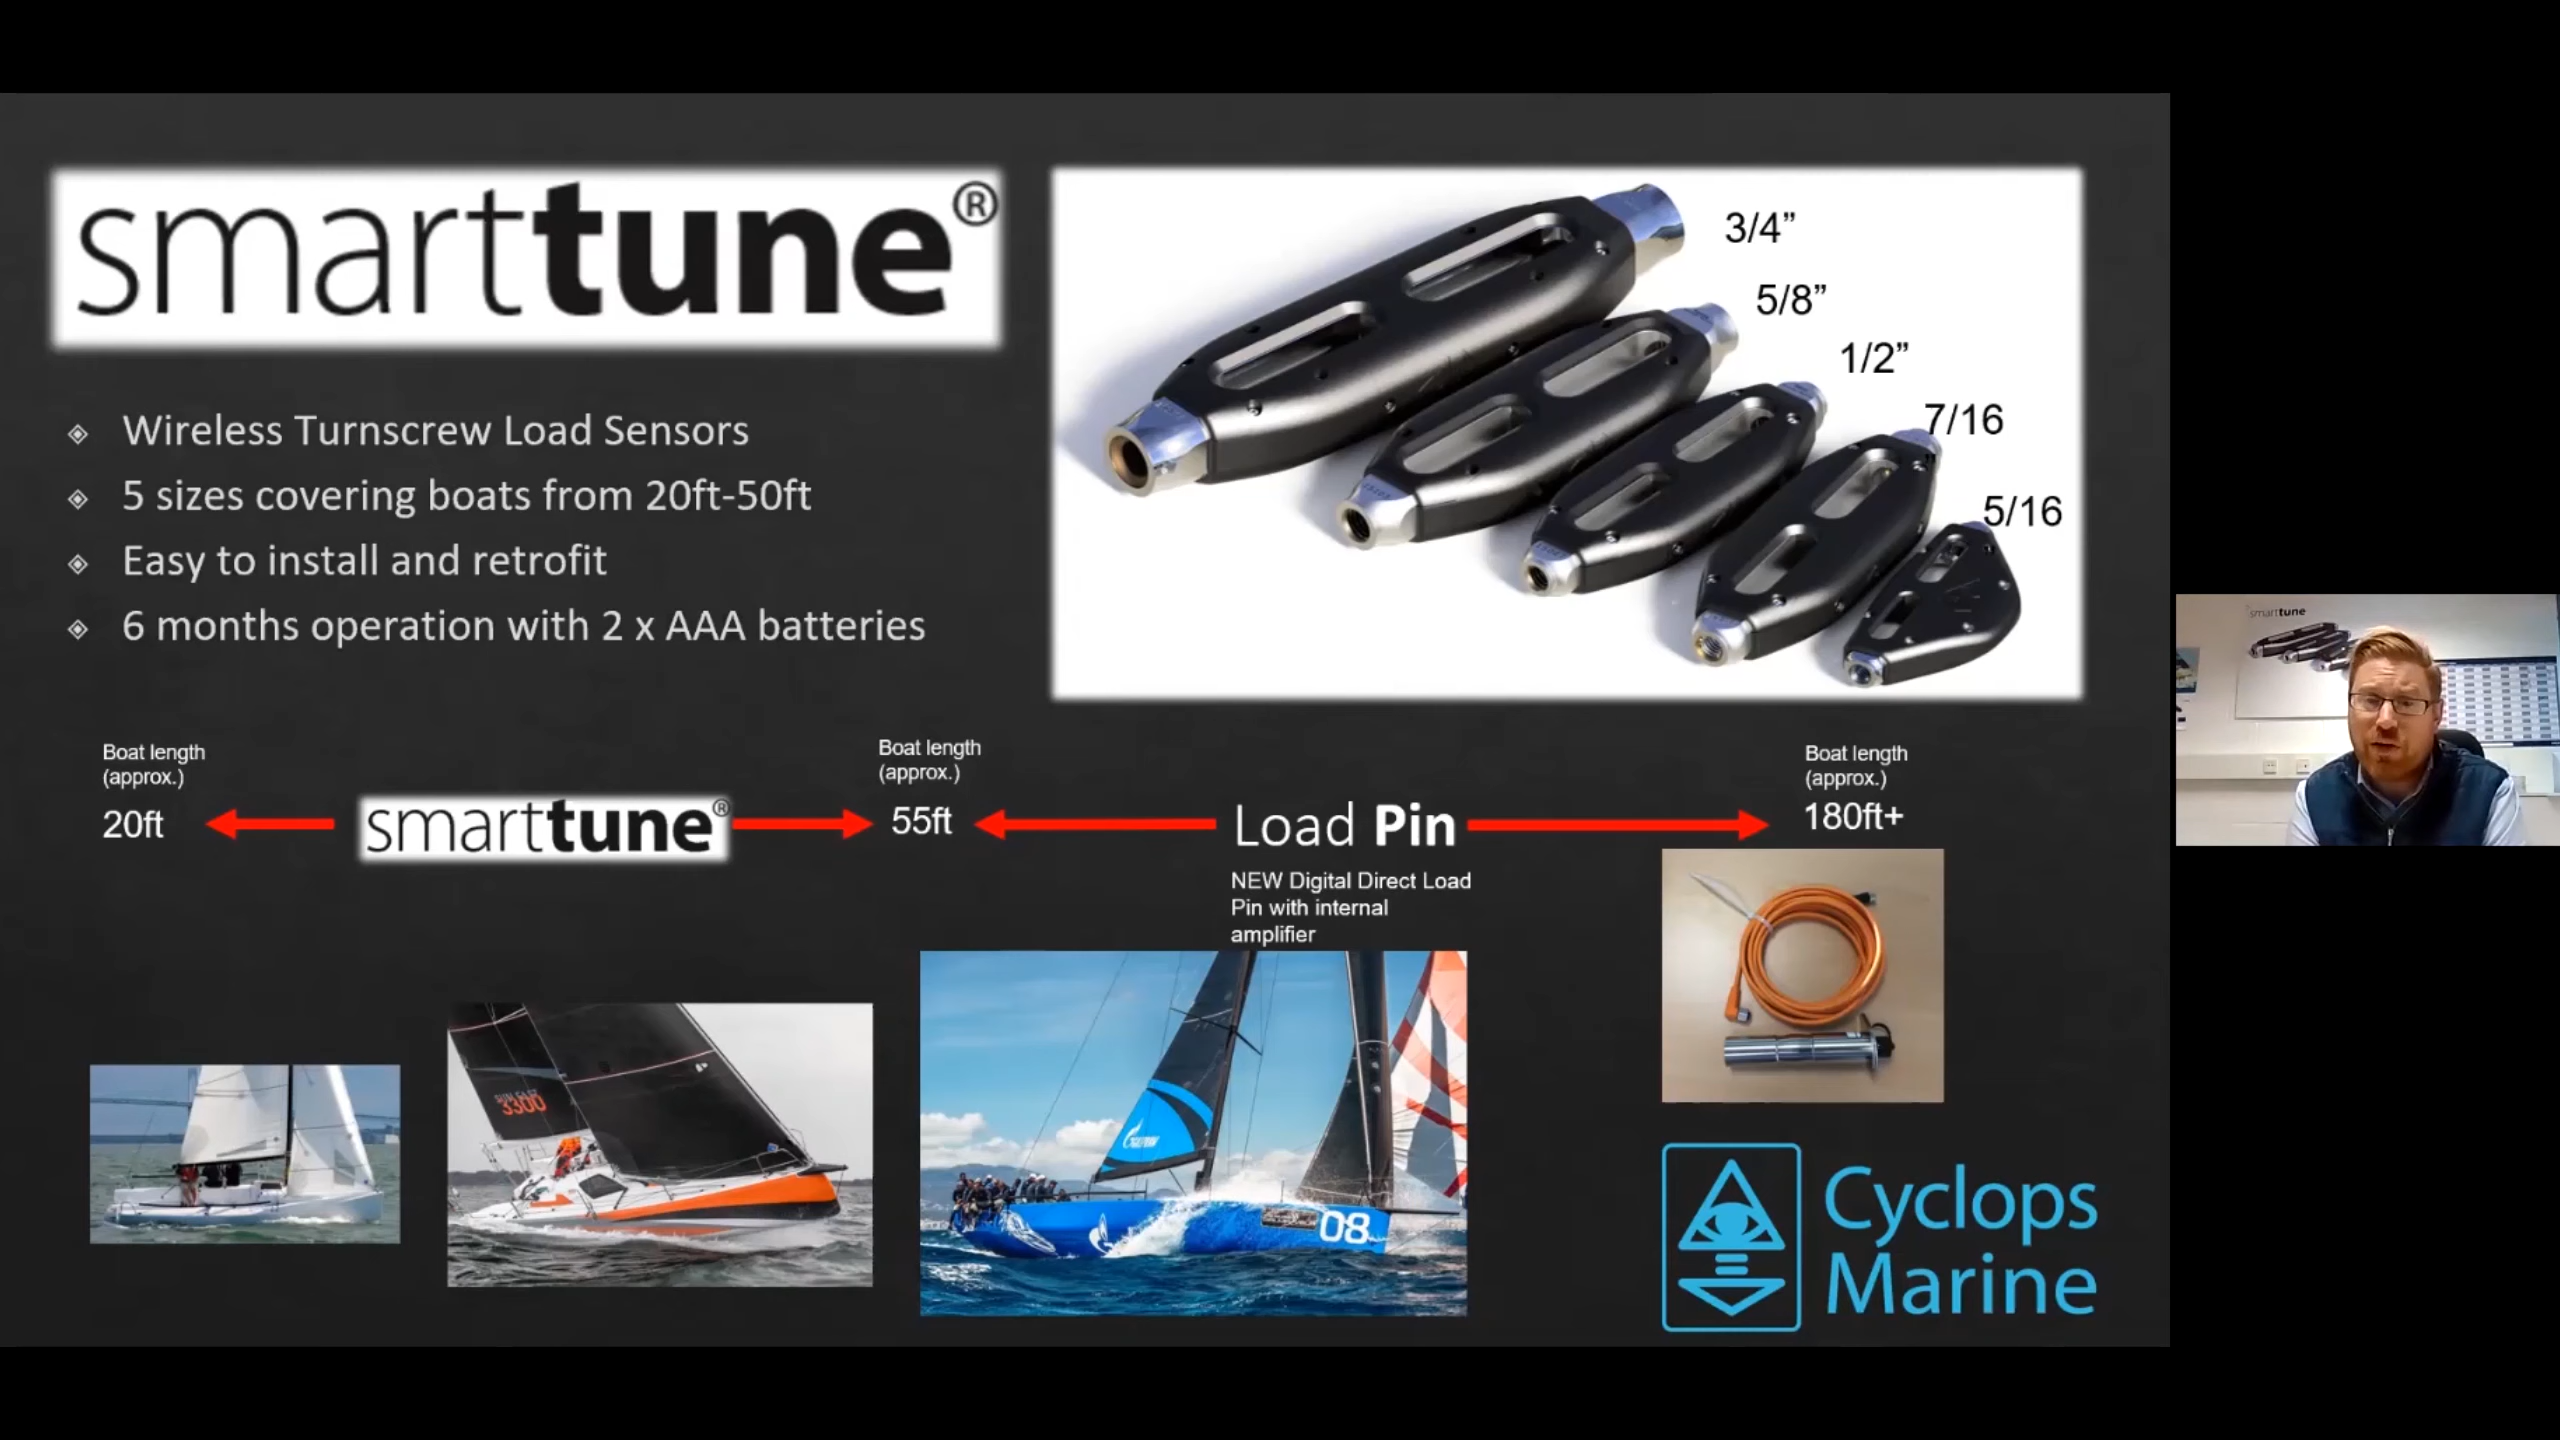 smarttune®
Wireless Turnscrew Load Sensors
5 sizes covering boats from 20ft-50ft
Easy to install and retrofit
6 months operation with 2 x AAA batteries
3/4”
5/8”
1/2”
7/16
5/16
Boat length
(approx.)
20ft
smarttune®
Boat length
(approx.)
55ft
Load Pin
NEW Digital Direct Load
Pin with internal
amplifier
Boat length
(approx.)
180ft+
3300
08
Cyclops
Marine
smarttune